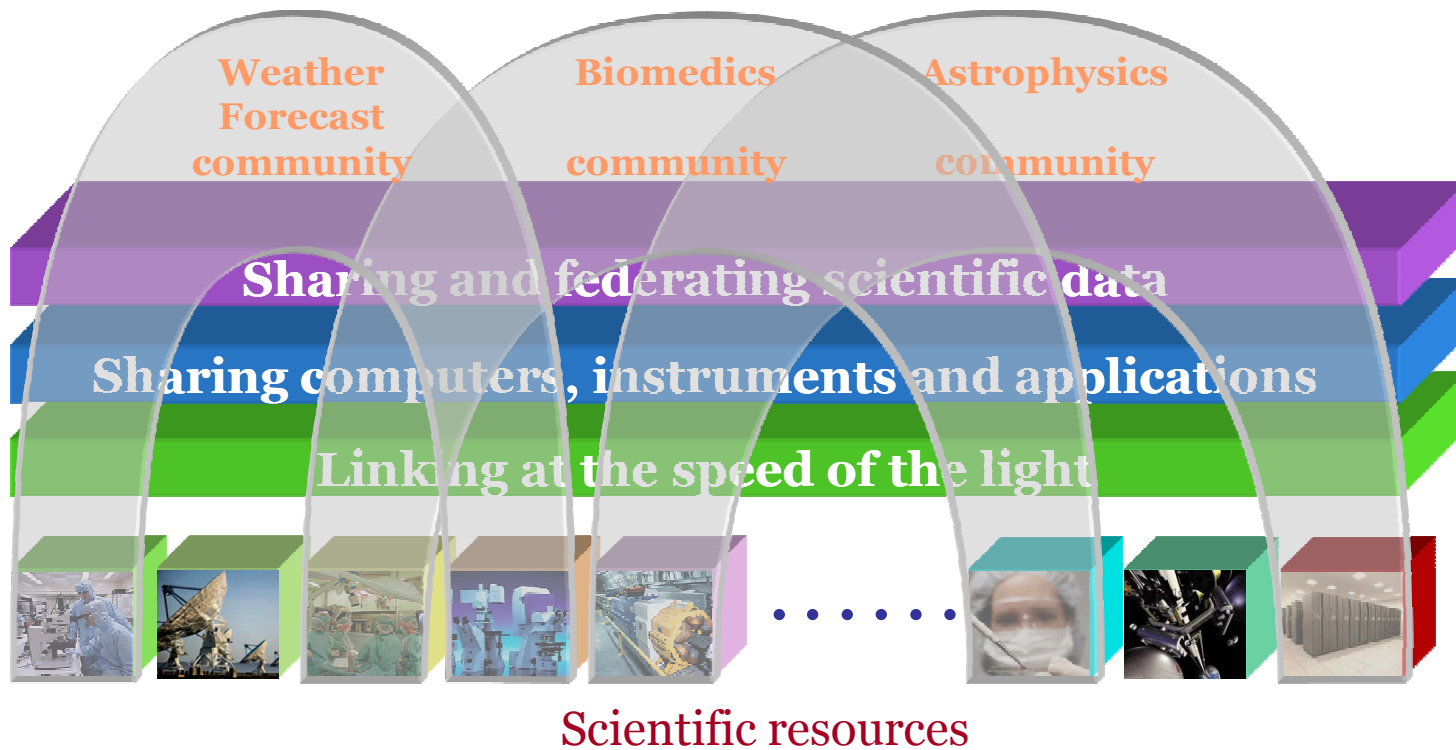 Weather
Forecast
community
Biomedics
community
Astrophysics
community
Sharing and federating scientific data
Sharing computers, instruments and applications
Linking at the speed of the light
Scientific resources